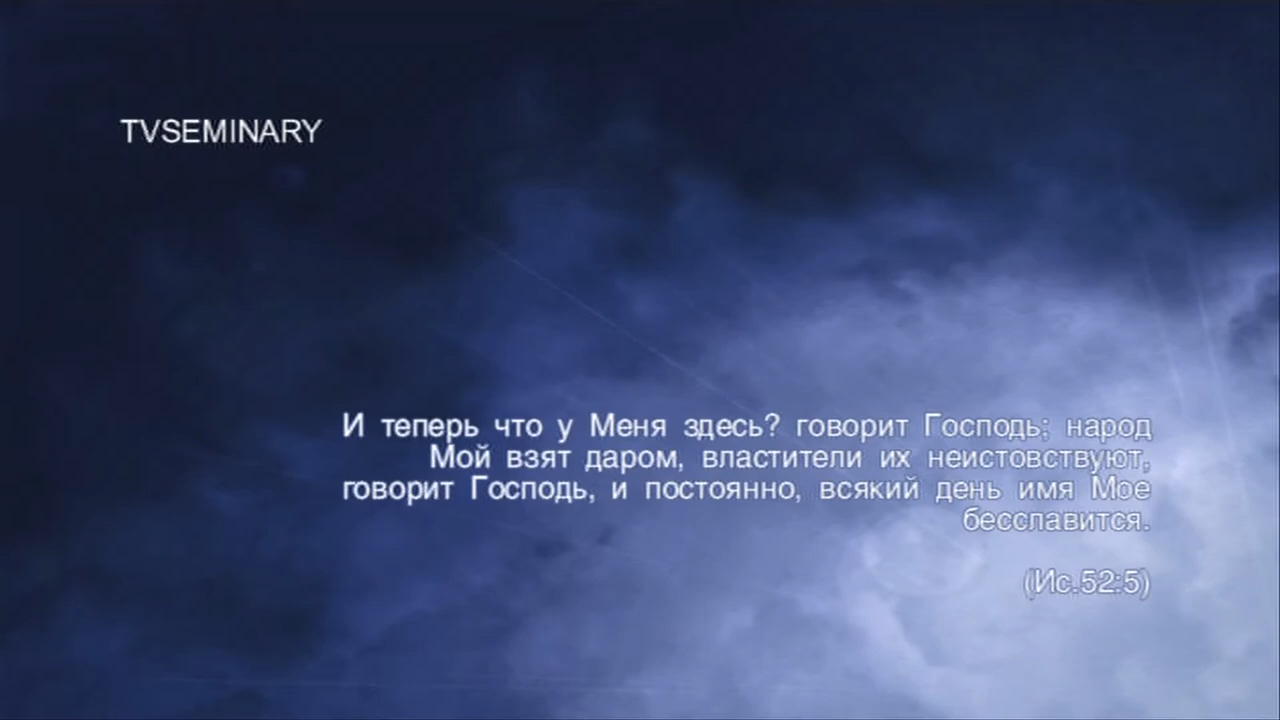 TVSEMINARY
И теперь что у Меня здесь? говорит Господь; народ
Мой взят даром, властители их неистовствуют,
говорит Господь, и постоянно, всякий день имя Мое
бесславится.
(Ис.52:5)